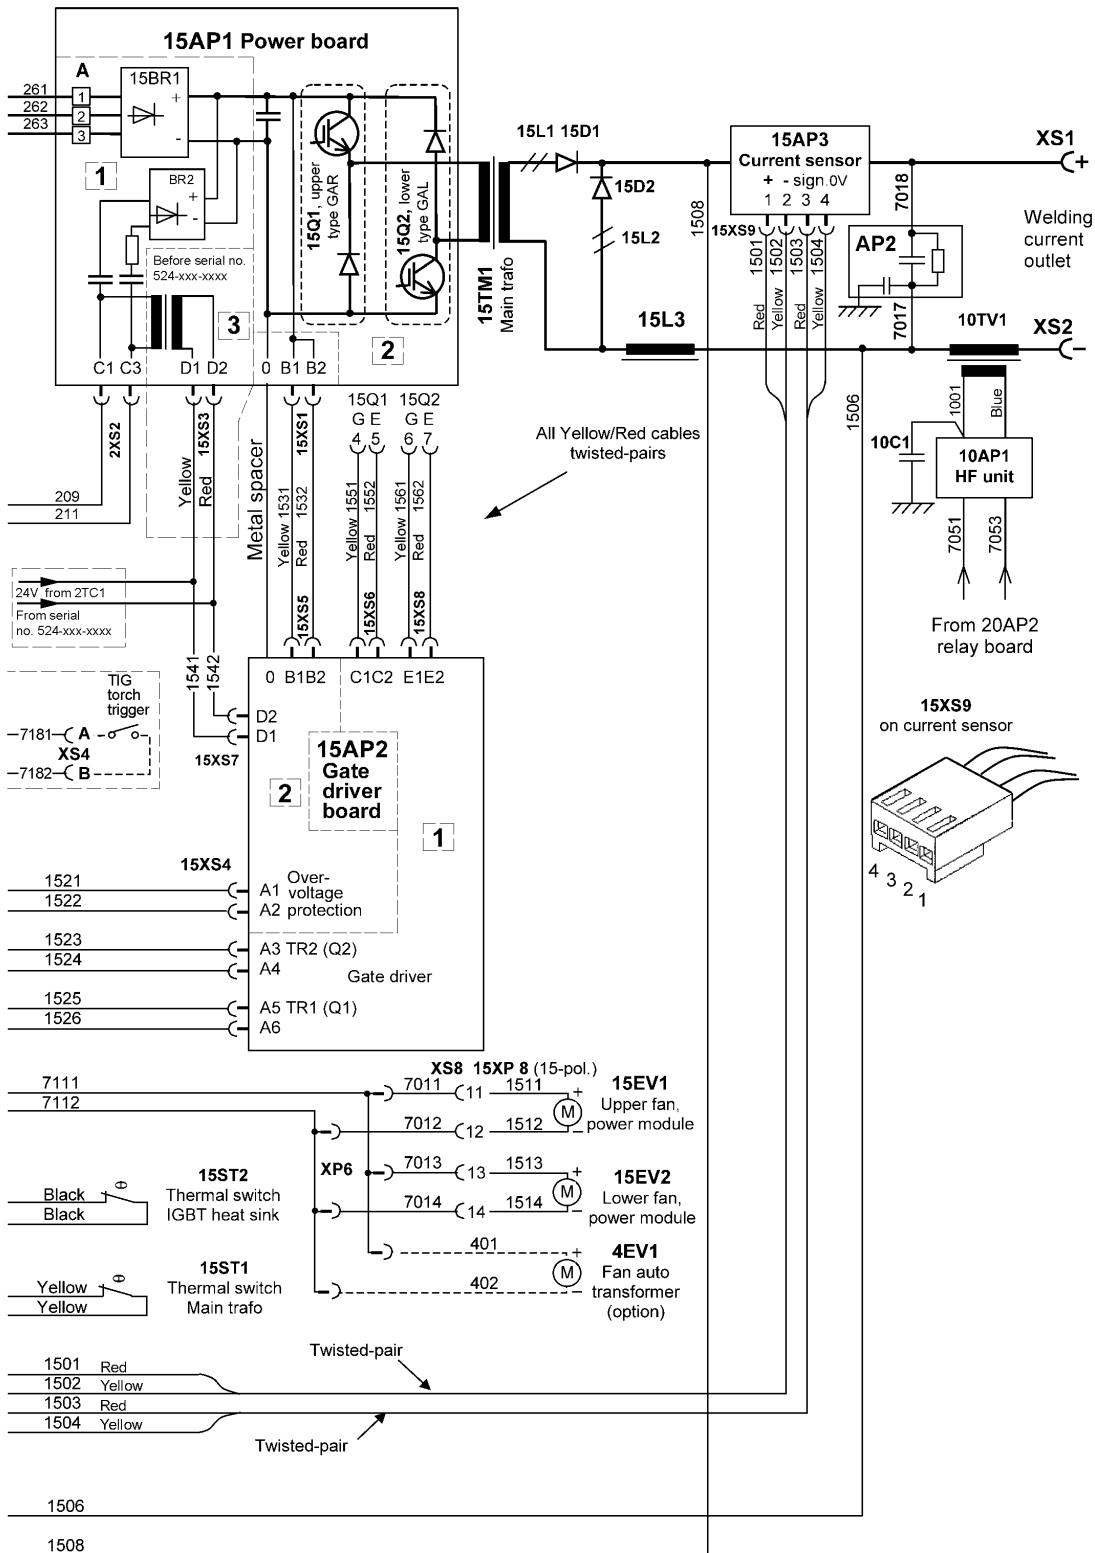 15AP1 Power board
A
15BR1
261
1
+
262
2
263
3
-
1
BR2
+
-
15Q1, upper
type GAR
15Q2, lower
type GAL
Before serial no.
524-xxx-xxxx
3
2
C1 C3
D1 D2
0 B1 B2
15TM1
Main trafo
15L1 15D1
15D2
15L2
15L3
1508
15AP3
Current sensor
+ - sign.0V
1 2 3 4
15XS9
1501
1502
1503
1504
Red
Yellow
Red
Yellow
7018
AP2
7017
XS1
+
Welding
current
outlet
10TV1
XS2
-
1001
Blue
1506
10C1
10AP1
HF unit
7051
7053
From 20AP2
relay board
2XS2
Yellow
Red
15XS3
209
211
Metal spacer
15XS1
Yellow 1531
Red 1532
15XS5
15Q1
G E
4 5
15Q2
G E
6 7
Yellow 1551
Red 1552
15XS6
Yellow 1561
Red 1562
15XS8
All Yellow/Red cables
twisted-pairs
24V from 2TC1
From serial
no. 524-xxx-xxxx
1541
1542
TIG
torch
trigger
7181
A
XS4
7182
B
0 B1B2 C1C2 E1E2
D2
D1
15XS7
15AP2
Gate
driver
board
2
1
15XS4
1521
A1
Over-
voltage
protection
1522
A2
1523
A3 TR2 (Q2)
1524
A4
Gate driver
1525
A5 TR1 (Q1)
1526
A6
15XS9
on current sensor
4 3 2 1
XS8 15XP 8 (15-pol.)
7111
7112
7011 11 1511
M
+
-
15EV1
Upper fan,
power module
7012 12 1512
XP6
7013 13 1513
M
+
-
15EV2
Lower fan,
power module
7014 14 1514
401
M
+
-
4EV1
Fan auto
transformer
(option)
402
15ST2
Thermal switch
IGBT heat sink
Black
Black
θ
15ST1
Thermal switch
Main trafo
Yellow
Yellow
θ
Twisted-pair
1501 Red
1502 Yellow
1503 Red
1504 Yellow
Twisted-pair
1506
1508